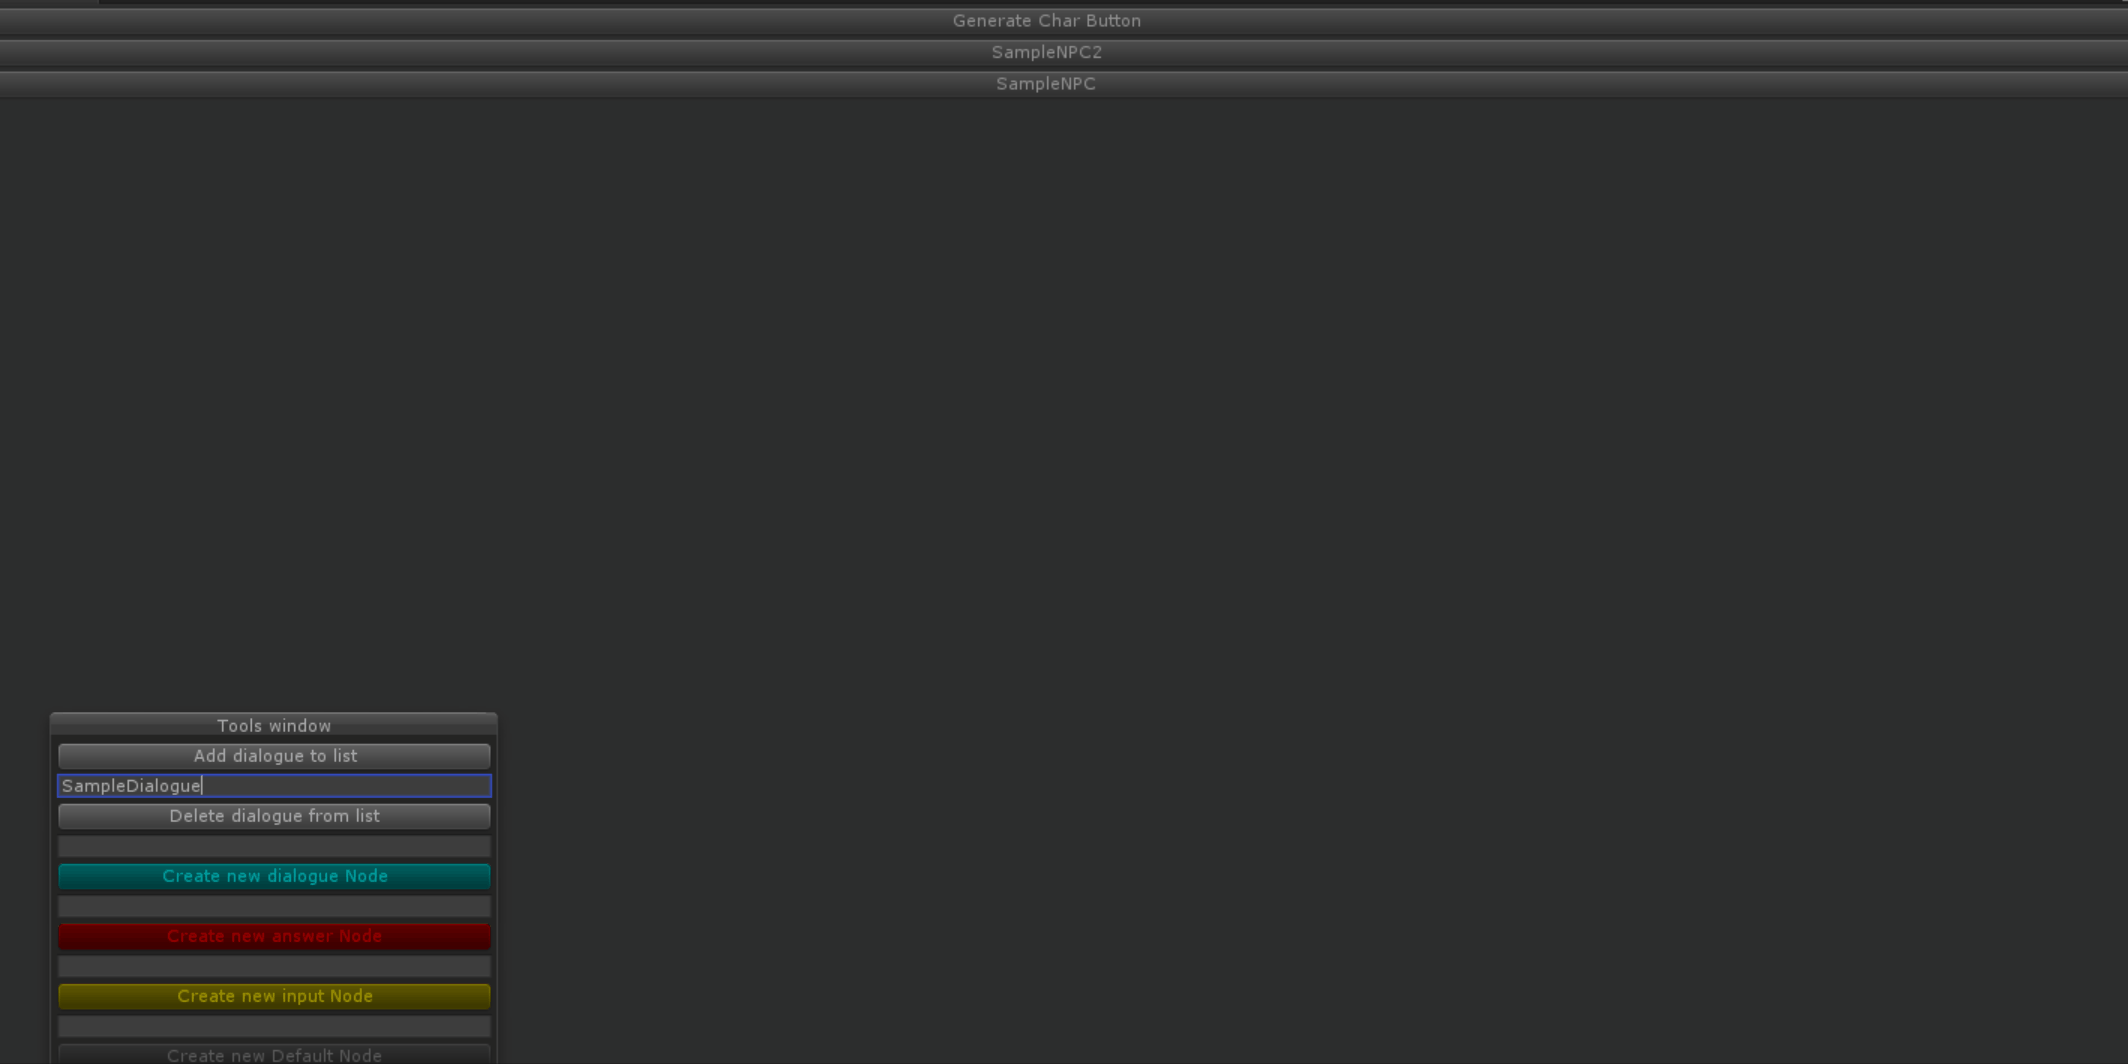 Generate Char Button
SampleNPC2
SampleNPC
Tools window
Add dialogue to list
SampleDialogue
Delete dialogue from list
Create new dialogue Node
Create new answer Node
Create new input Node
Create new Default Node